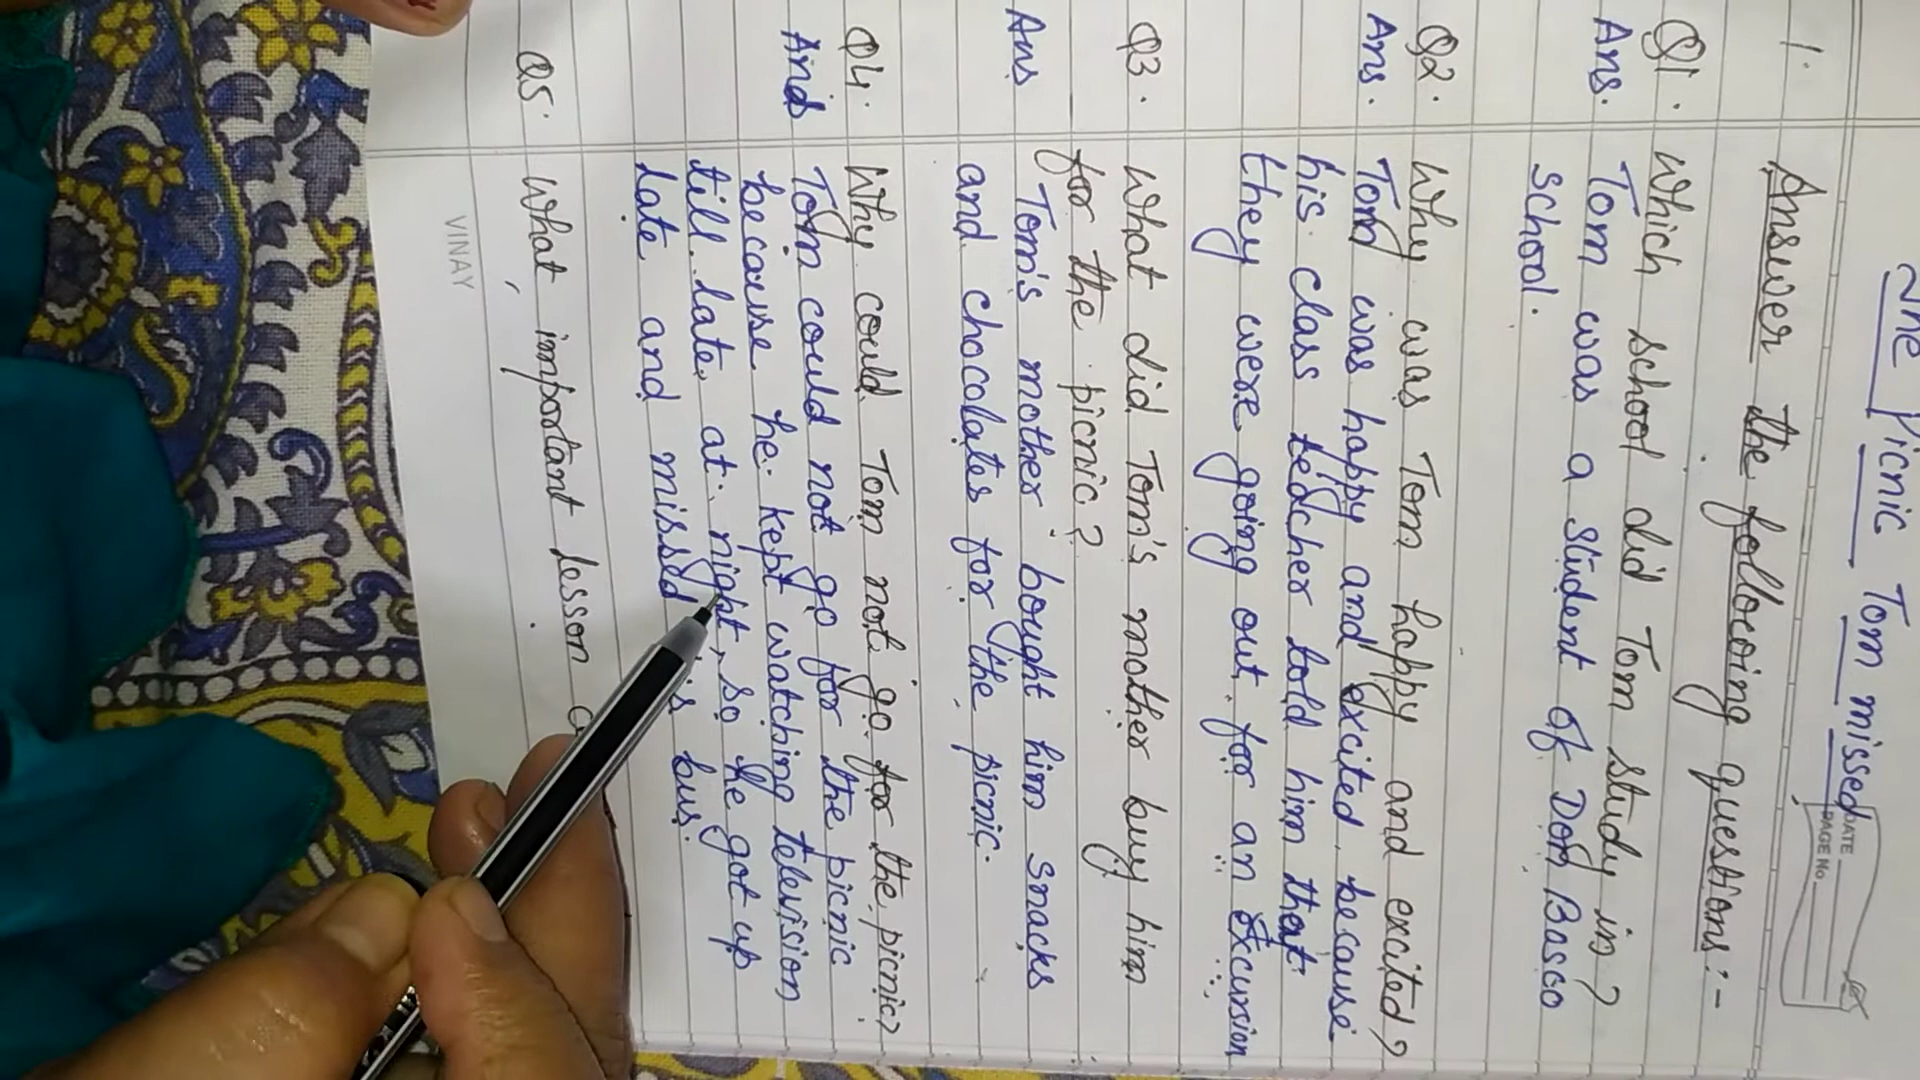 The Picnic Tom missed
DATE
PAGE No.
1. Answer the following questions:-
Q1. Which school did Tom study in?
Ans. Tom was a student of Don Bosco
school.
Q2. Why was Tom happy and excited?
Ans. Tom was happy and excited because
his class teacher told him that
they were going out for an Excursion
Q3. What did Tom's mother buy him
for the picnic?
Ans Tom's mother bought him snacks
and chocolates for the picnic.
Q4. Why could Tom not go for the picnic?
Ans Tom could not go for the picnic
because he kept watching television
till late at night, so he got up
late and missed bus.
Q5. What important lesson
VINAY